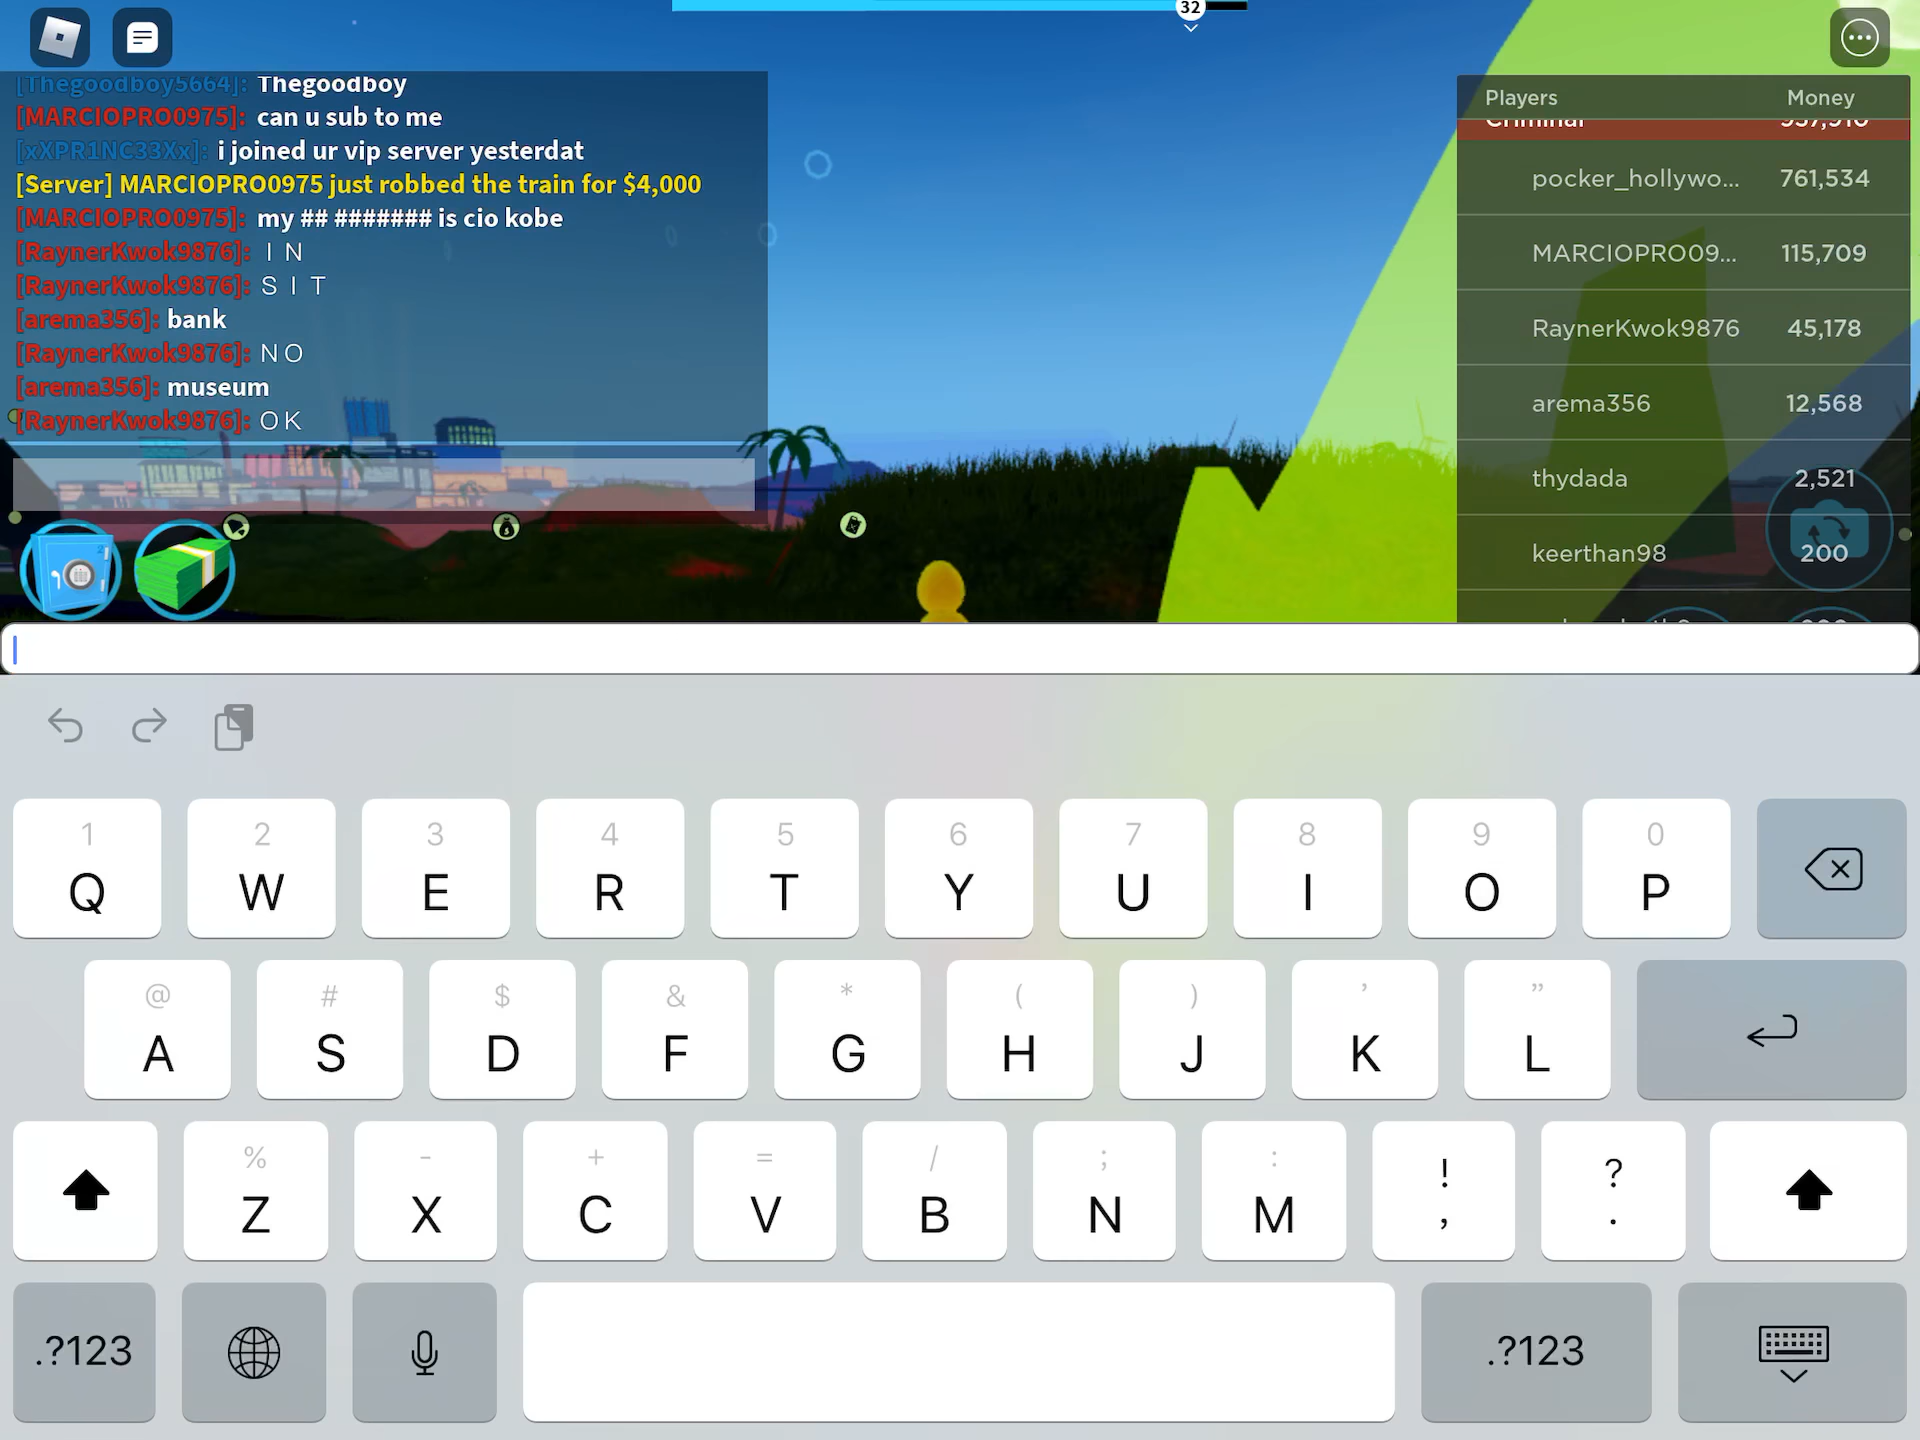 32
[Thegoodboy5664]: Thegoodboy
[MARCIOPRO0975]: can u sub to me
[xXPR1NC33Xx]: i joined ur vip server yesterdat
[Server] MARCIOPRO0975 just robbed the train for $4,000
[MARCIOPRO0975]: my ## ####### is cio kobe
[RaynerKwok9876]: I N
[RaynerKwok9876]: S I T
[arema356]: bank
[RaynerKwok9876]: N O
[arema356]: museum
[RaynerKwok9876]: O K
Players Money
Criminal 957,910
pocker_hollywo... 761,534
MARCIOPRO09... 115,709
RaynerKwok9876 45,178
arema356 12,568
thydada 2,521
keerthan98 200
1 2 3 4 5 6 7 8 9 0
Q W E R T Y U I O P
@ # $ & * ( ) ’ ”
A S D F G H J K L
% - + = / ; : ! ?
Z X C V B N M , .
.?123 .?123